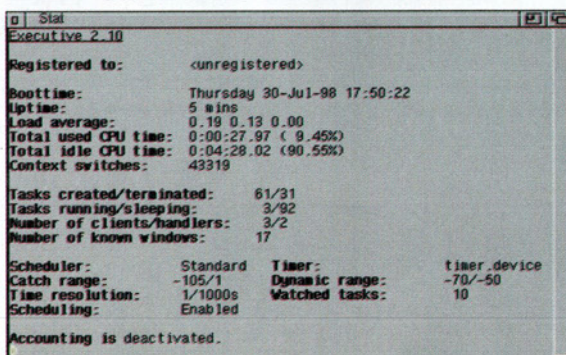 Stat
Executive 2.10
Registered to: <unregistered>
Boottime: Thursday 30-Jul-98 17:50:22
Uptime: 5 mins
Load average: 0.19 0.13 0.00
Total used CPU time: 0:00:27.97 ( 9.45%)
Total idle CPU time: 0:04:28.02 (90.55%)
Context switches: 43319
Tasks created/terminated: 61/31
Tasks running/sleeping: 3/92
Number of clients/handlers: 3/2
Number of known windows: 17
Scheduler: Standard Timer: timer.device
Catch range: -105/1 Dynamic range: -70/-50
Time resolution: 1/1000s Watched tasks: 10
Scheduling: Enabled
Accounting is deactivated.